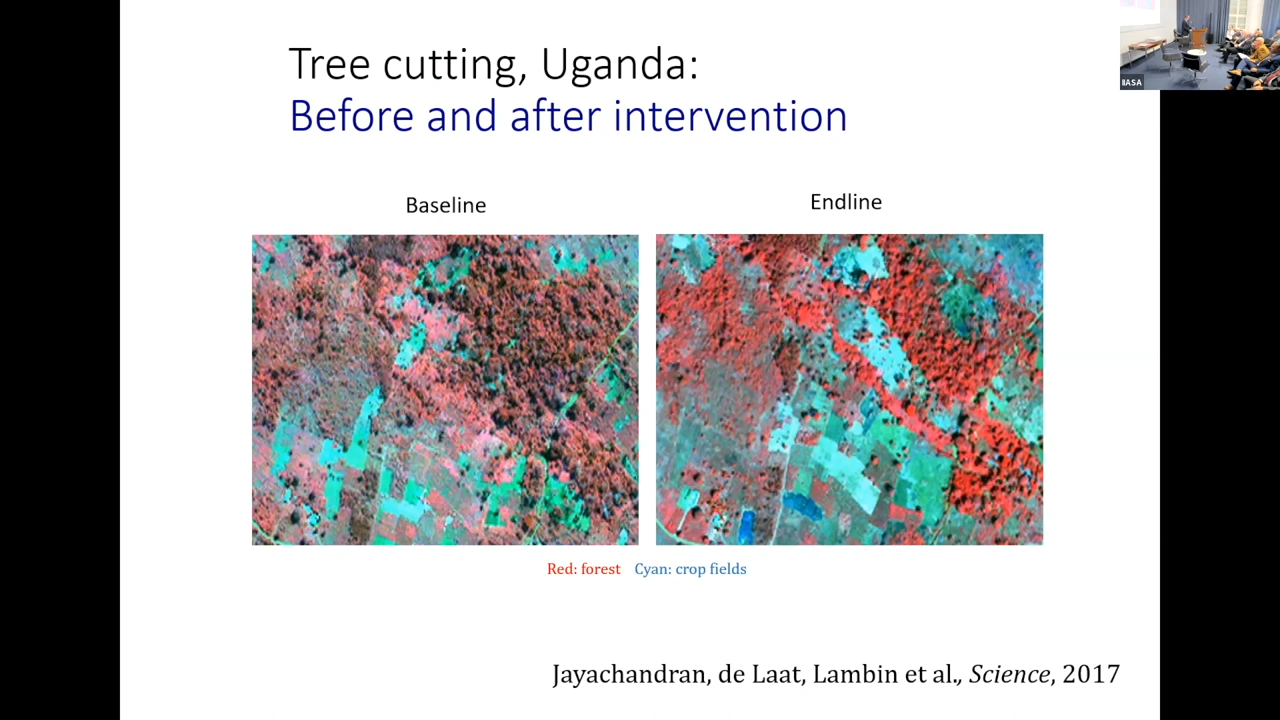 Tree cutting, Uganda:
Before and after intervention
Baseline
Endline
Red: forest Cyan: crop fields
Jayachandran, de Laat, Lambin et al., Science, 2017
IIASA